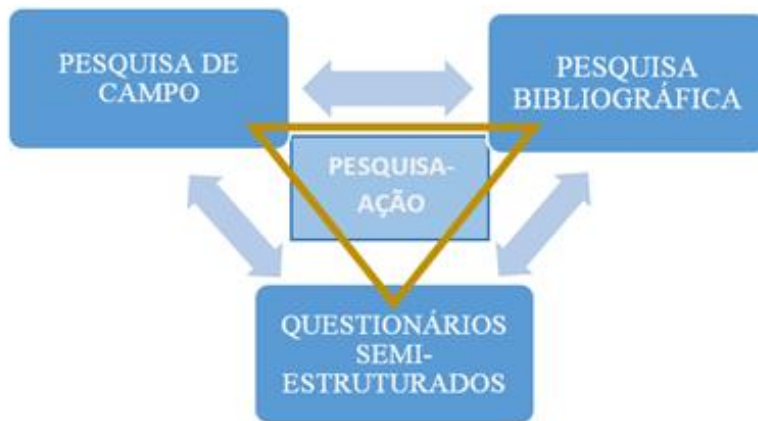 PESQUISA DE
CAMPO
PESQUISA
BIBLIOGRÁFICA
PESQUISA-
AÇÃO
QUESTIONÁRIOS
SEMI-
ESTRUTURADOS